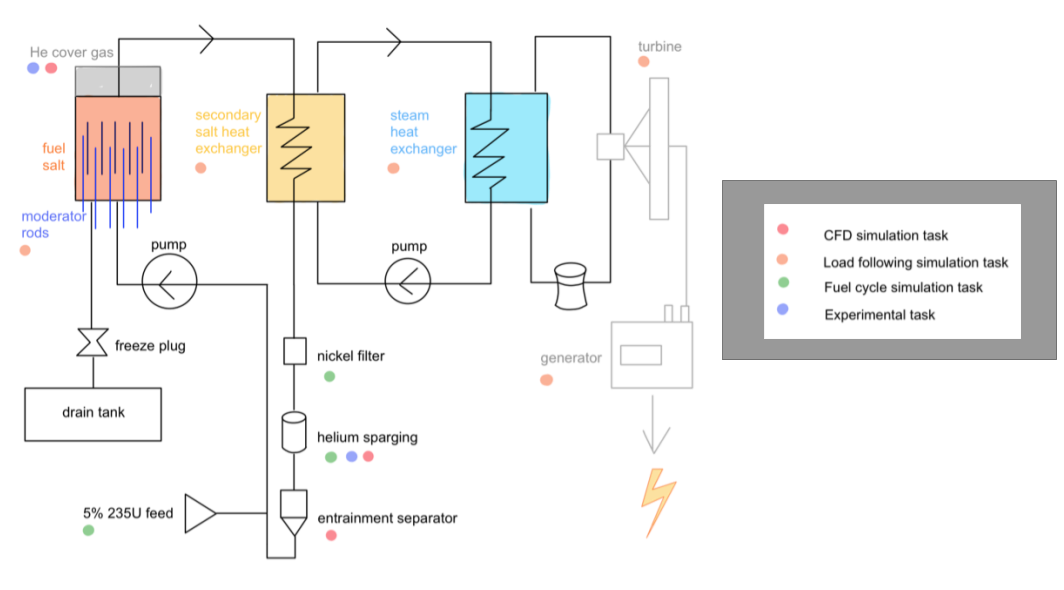 He cover gas
turbine
secondary
salt heat
exchanger
steam
heat
exchanger
fuel
salt
moderator
rods
pump
pump
CFD simulation task
Load following simulation task
Fuel cycle simulation task
Experimental task
freeze plug
nickel filter
generator
drain tank
helium sparging
5% 235U feed
entrainment separator